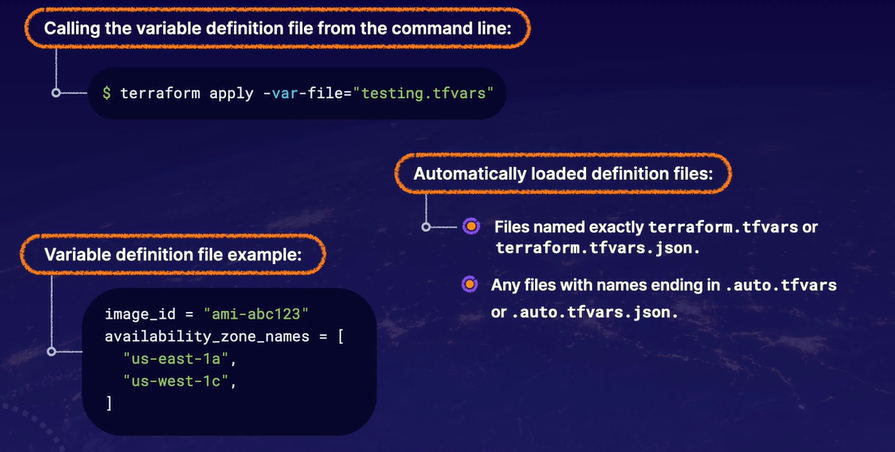 Calling the variable definition file from the command line:
$ terraform apply -var-file="testing.tfvars"
Automatically loaded definition files:
Files named exactly terraform.tfvars or
terraform.tfvars.json.
Any files with names ending in .auto.tfvars
or .auto.tfvars.json.
Variable definition file example:
image_id = "ami-abc123"
availability_zone_names = [
  "us-east-1a",
  "us-west-1c",
]